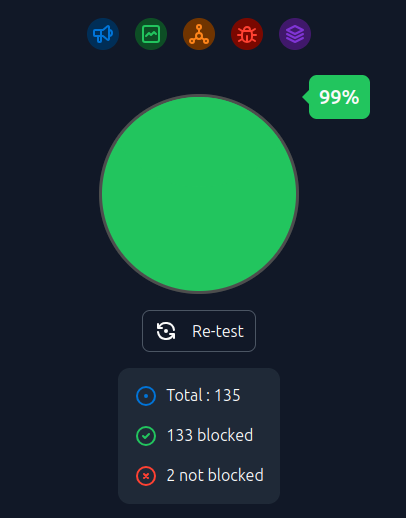 99%
Re-test
Total : 135
133 blocked
2 not blocked